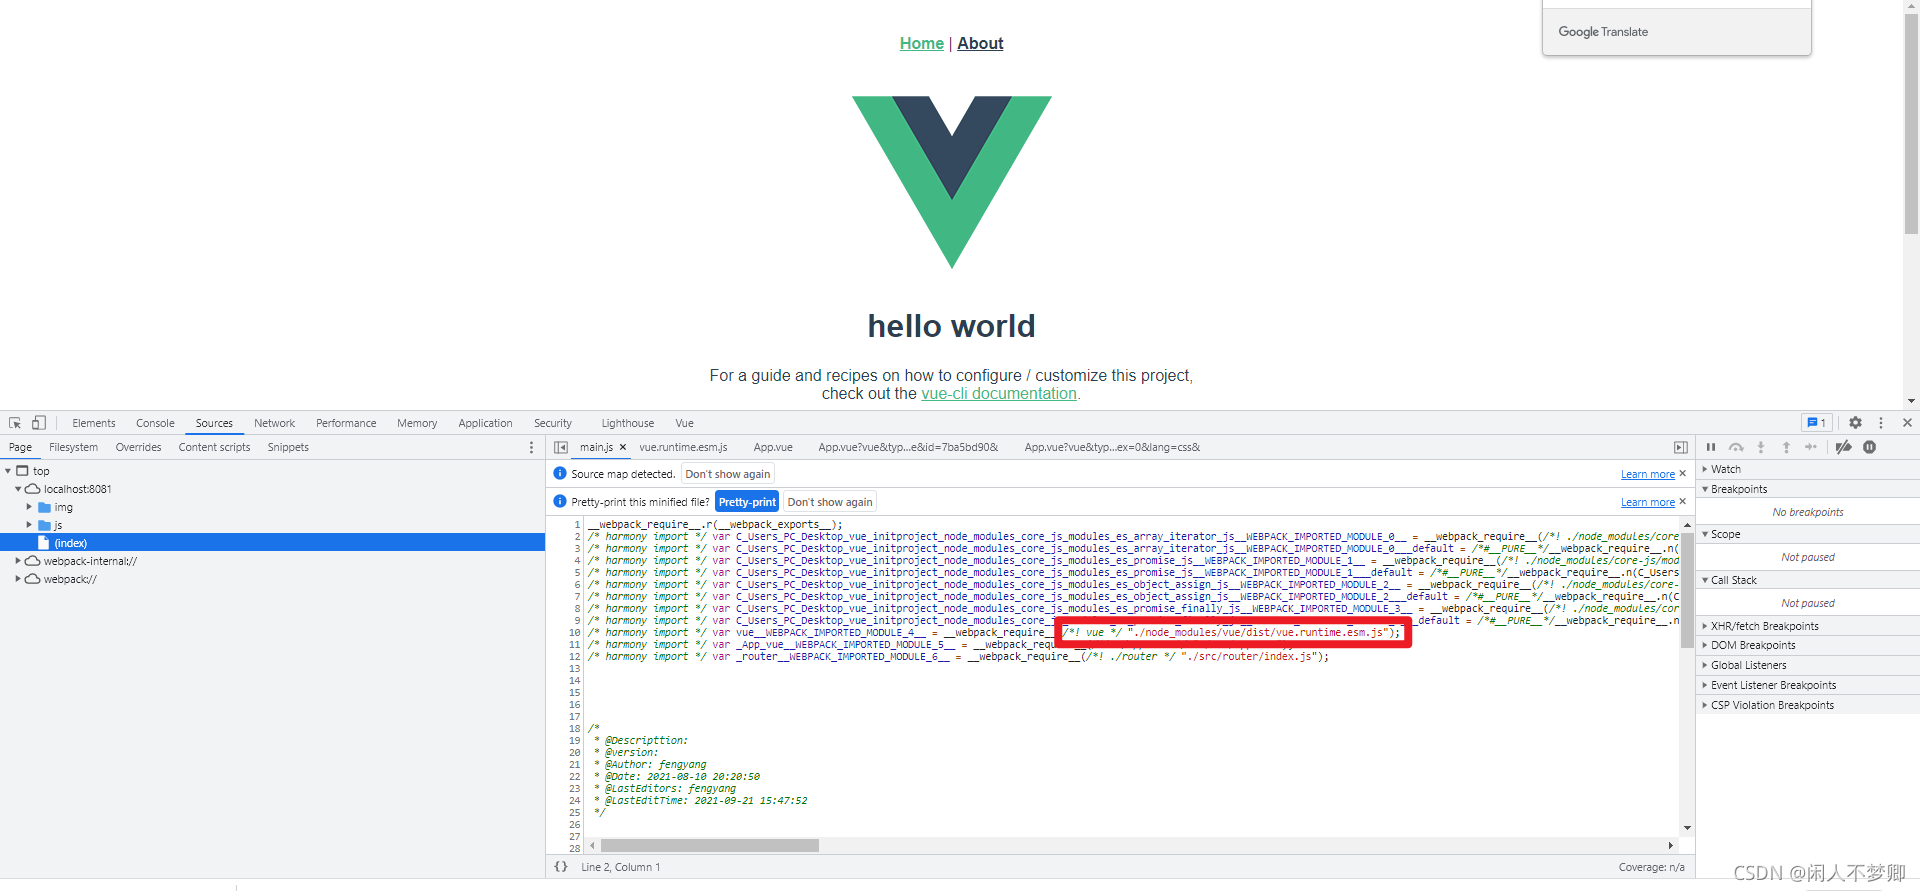 Google Translate
Home | About
hello world
For a guide and recipes on how to configure / customize this project,
check out the vue-cli documentation.
Elements Console Sources Network Performance Memory Application Security Lighthouse Vue 1
Page Filesystem Overrides Content scripts Snippets
main.js × vue.runtime.esm.js App.vue App.vue?vue&typ...e&id=7ba5bd90& App.vue?vue&typ...ex=0&lang=css&
top
localhost:8081
img
js
(index)
webpack-internal://
webpack://
Source map detected. Don't show again Learn more ×
Pretty-print this minified file? Pretty-print Don't show again Learn more ×
1 __webpack_require__.r(__webpack_exports__);
2 /* harmony import */ var C_Users_PC_Desktop_vue_initproject_node_modules_core_js_modules_es_array_iterator_js__WEBPACK_IMPORTED_MODULE_0__ = __webpack_require__(/*! ./node_modules/core
3 /* harmony import */ var C_Users_PC_Desktop_vue_initproject_node_modules_core_js_modules_es_array_iterator_js__WEBPACK_IMPORTED_MODULE_0___default = /*#__PURE__*/__webpack_require__.n(
4 /* harmony import */ var C_Users_PC_Desktop_vue_initproject_node_modules_core_js_modules_es_promise_js__WEBPACK_IMPORTED_MODULE_1__ = __webpack_require__(/*! ./node_modules/core-js/mod
5 /* harmony import */ var C_Users_PC_Desktop_vue_initproject_node_modules_core_js_modules_es_promise_js__WEBPACK_IMPORTED_MODULE_1___default = /*#__PURE__*/__webpack_require__.n(C_Users
6 /* harmony import */ var C_Users_PC_Desktop_vue_initproject_node_modules_core_js_modules_es_object_assign_js__WEBPACK_IMPORTED_MODULE_2__ = __webpack_require__(/*! ./node_modules/core-
7 /* harmony import */ var C_Users_PC_Desktop_vue_initproject_node_modules_core_js_modules_es_object_assign_js__WEBPACK_IMPORTED_MODULE_2___default = /*#__PURE__*/__webpack_require__.n(C
8 /* harmony import */ var C_Users_PC_Desktop_vue_initproject_node_modules_core_js_modules_es_promise_finally_js__WEBPACK_IMPORTED_MODULE_3__ = __webpack_require__(/*! ./node_modules/cor
9 /* harmony import */ var C_Users_PC_Desktop_vue_initproject_node_modules_core_js_ _default = /*#__PURE__*/__webpack_require__.n
10 /* harmony import */ var vue__WEBPACK_IMPORTED_MODULE_4__ = __webpack_require__ /*! vue */ "./node_modules/vue/dist/vue.runtime.esm.js");
11 /* harmony import */ var _App_vue__WEBPACK_IMPORTED_MODULE_5__ = __webpack_requ
12 /* harmony import */ var _router__WEBPACK_IMPORTED_MODULE_6__ = __webpack_require__(/*! ./router */ "./src/router/index.js");
13
14
15
16
17
18 /*
19 * @Descripttion:
20 * @version:
21 * @Author: fengyang
22 * @Date: 2021-08-10 20:20:50
23 * @LastEditors: fengyang
24 * @LastEditTime: 2021-09-21 15:47:52
25 */
26
27
28
{} Line 2, Column 1 Coverage: n/a
Watch
Breakpoints
No breakpoints
Scope
Not paused
Call Stack
Not paused
XHR/fetch Breakpoints
DOM Breakpoints
Global Listeners
Event Listener Breakpoints
CSP Violation Breakpoints
CSDN @闲人不梦卿